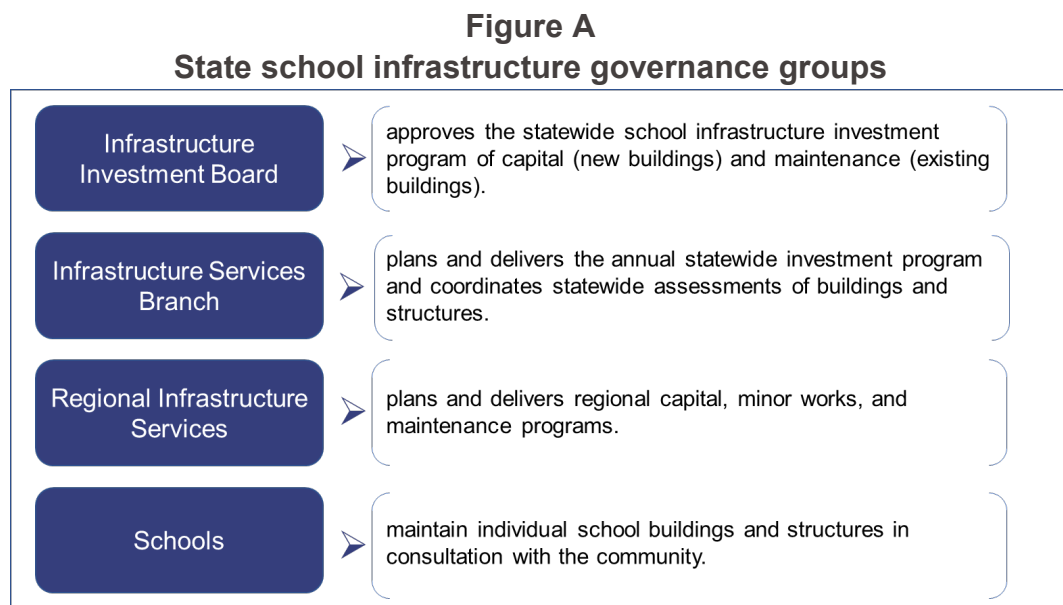 Figure A
State school infrastructure governance groups
Infrastructure
Investment Board
approves the statewide school infrastructure investment
program of capital (new buildings) and maintenance (existing
buildings).
Infrastructure Services
Branch
plans and delivers the annual statewide investment program
and coordinates statewide assessments of buildings and
structures.
Regional Infrastructure
Services
plans and delivers regional capital, minor works, and
maintenance programs.
Schools
maintain individual school buildings and structures in
consultation with the community.